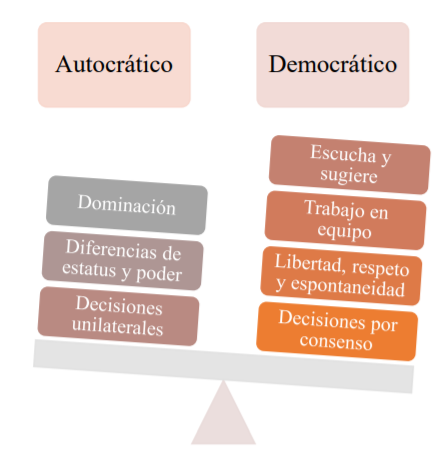 Autocrático
Democrático
Dominación
Diferencias de
estatus y poder
Decisiones
unilaterales
Escucha y
sugiere
Trabajo en
equipo
Libertad, respeto
y espontaneidad
Decisiones por
consenso